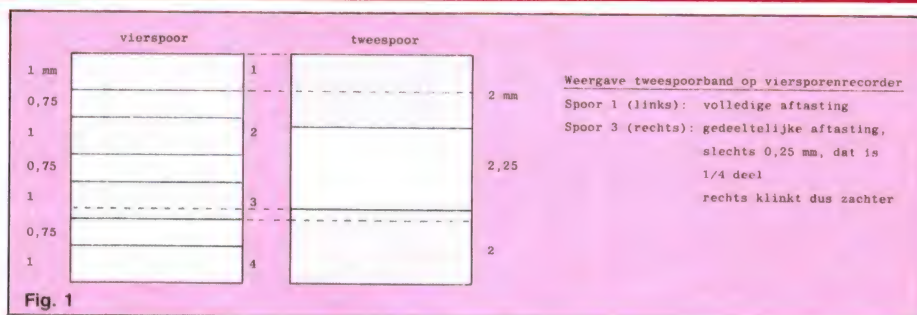 vierspoor
tweespoor
1 mm
0,75
1
0,75
1
0,75
1
1
2
3
4
2 mm
2,25
2
Weergave tweespoorband op viersporenrecorder
Spoor 1 (links): volledige aftasting
Spoor 3 (rechts): gedeeltelijke aftasting,
slechts 0,25 mm, dat is
1/4 deel
rechts klinkt dus zachter
Fig. 1